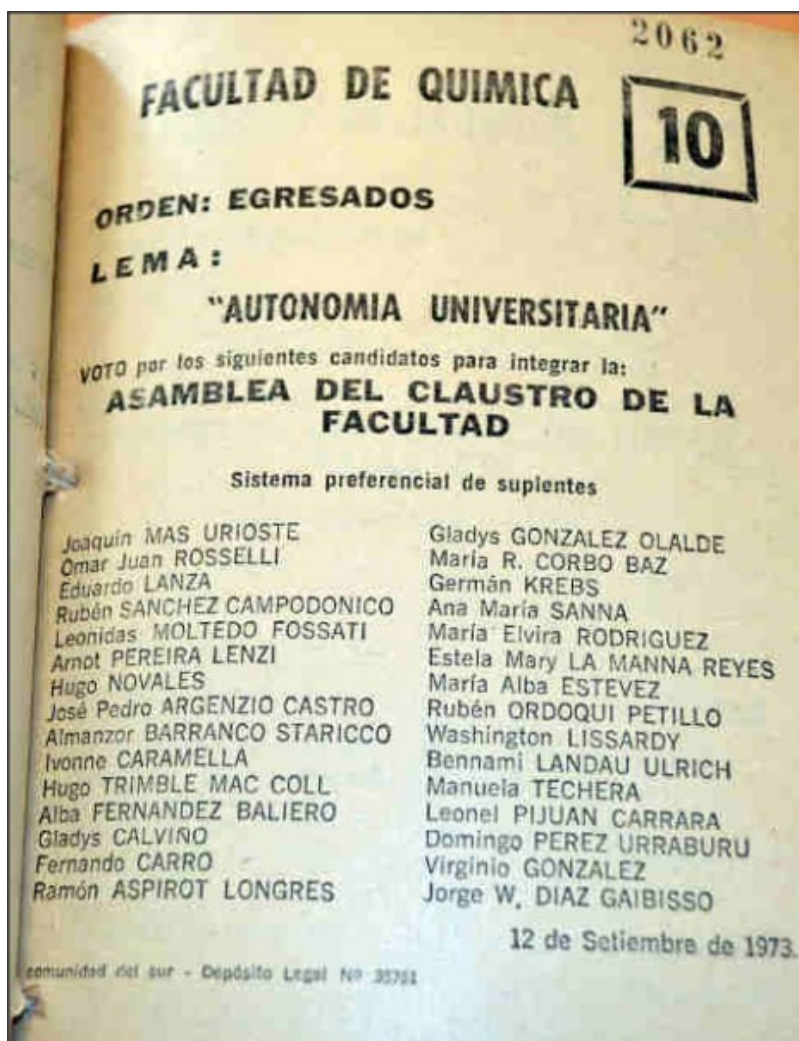 2062
FACULTAD DE QUIMICA
10
ORDEN: EGRESADOS
LEMA:
"AUTONOMIA UNIVERSITARIA"
VOTO por los siguientes candidatos para integrar la:
ASAMBLEA DEL CLAUSTRO DE LA
FACULTAD
Sistema preferencial de suplentes
Joaquín MAS URIOSTE
Omar Juan ROSSELLI
Eduardo LANZA
Rubén SANCHEZ CAMPODONICO
Leonidas MOLTEDO FOSSATI
Arnot PEREIRA LENZI
Hugo NOVALES
José Pedro ARGENZIO CASTRO
Almanzor BARRANCO STARICCO
Ivonne CARAMELLA
Hugo TRIMBLE MAC COLL
Alba FERNANDEZ BALIERO
Gladys CALVIÑO
Fernando CARRO
Ramón ASPIROT LONGRES
Gladys GONZALEZ OLALDE
María R. CORBO BAZ
Germán KREBS
Ana María SANNA
María Elvira RODRIGUEZ
Estela Mary LA MANNA REYES
María Alba ESTEVEZ
Rubén ORDOQUI PETILLO
Washington LISSARDY
Bennami LANDAU ULRICH
Manuela TECHERA
Leonel PIJUAN CARRARA
Domingo PEREZ URRABURU
Virginio GONZALEZ
Jorge W. DIAZ GAIBISSO
12 de Setiembre de 1973.
comunidad del sur - Depósito Legal Nº